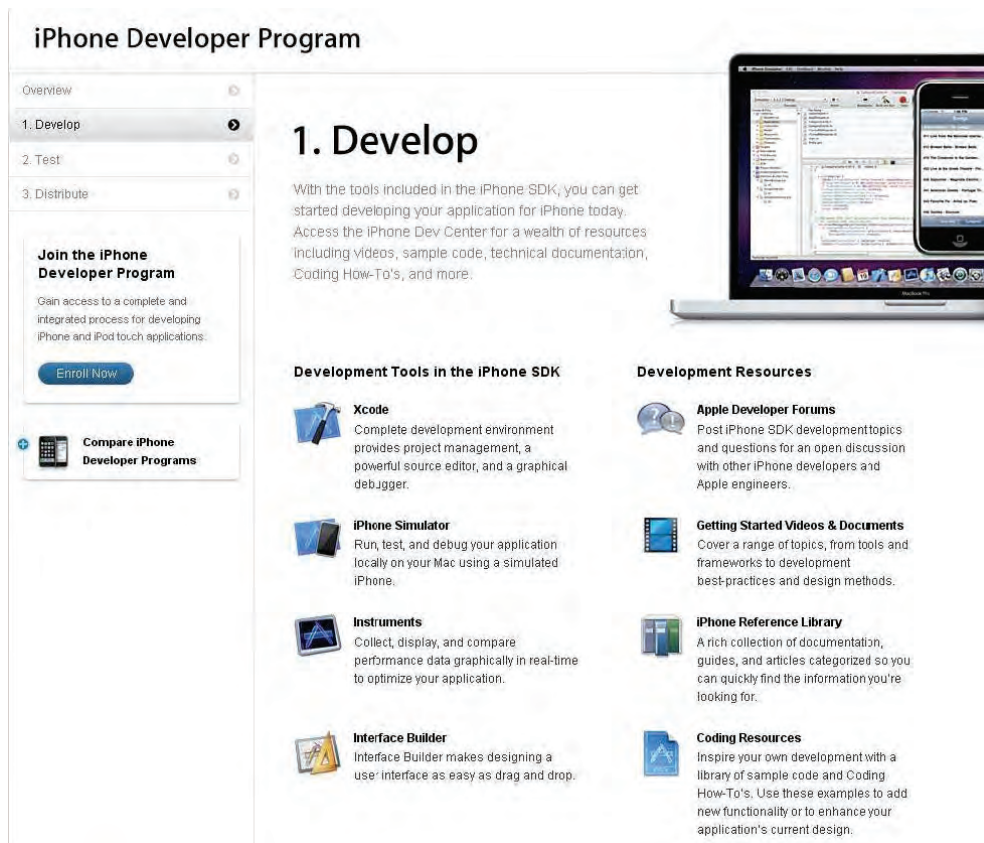 iPhone Developer Program
Overview
1. Develop
2. Test
3. Distribute
Join the iPhone
Developer Program
Gain access to a complete and
integrated process for developing
iPhone and iPod touch applications.
Enroll Now
Compare iPhone
Developer Programs
1. Develop
With the tools included in the iPhone SDK, you can get
started developing your application for iPhone today.
Access the iPhone Dev Center for a wealth of resources
including videos, sample code, technical documentation,
Coding How-To's, and more.
MacBook Pro
Development Tools in the iPhone SDK
Xcode
Complete development environment
provides project management, a
powerful source editor, and a graphical
debugger.
iPhone Simulator
Run, test, and debug your application
locally on your Mac using a simulated
iPhone.
Instruments
Collect, display, and compare
performance data graphically in real-time
to optimize your application.
Interface Builder
Interface Builder makes designing a
user interface as easy as drag and drop.
Development Resources
Apple Developer Forums
Post iPhone SDK development topics
and questions for an open discussion
with other iPhone developers and
Apple engineers.
Getting Started Videos & Documents
Cover a range of topics, from tools and
frameworks to development
best-practices and design methods.
iPhone Reference Library
A rich collection of documentation,
guides, and articles categorized so you
can quickly find the information you're
looking for.
Coding Resources
Inspire your own development with a
library of sample code and Coding
How-To's. Use these examples to add
new functionality or to enhance your
application's current design.